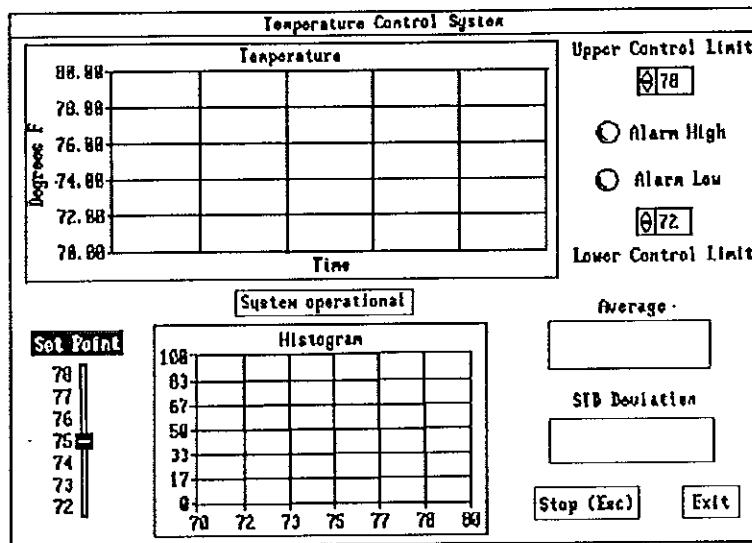 Temperature Control System
Temperature
80.00
78.00
76.00
74.00
72.00
70.00
Degrees F
Time
Upper Control Limit
78
Alarm High
Alarm Low
72
Lower Control Limit
System operational
Set Point
78
77
76
75
74
73
72
Histogram
100
83
67
50
33
17
0
70 72 73 75 77 78 80
Average
STD Deviation
Stop (Esc)
Exit